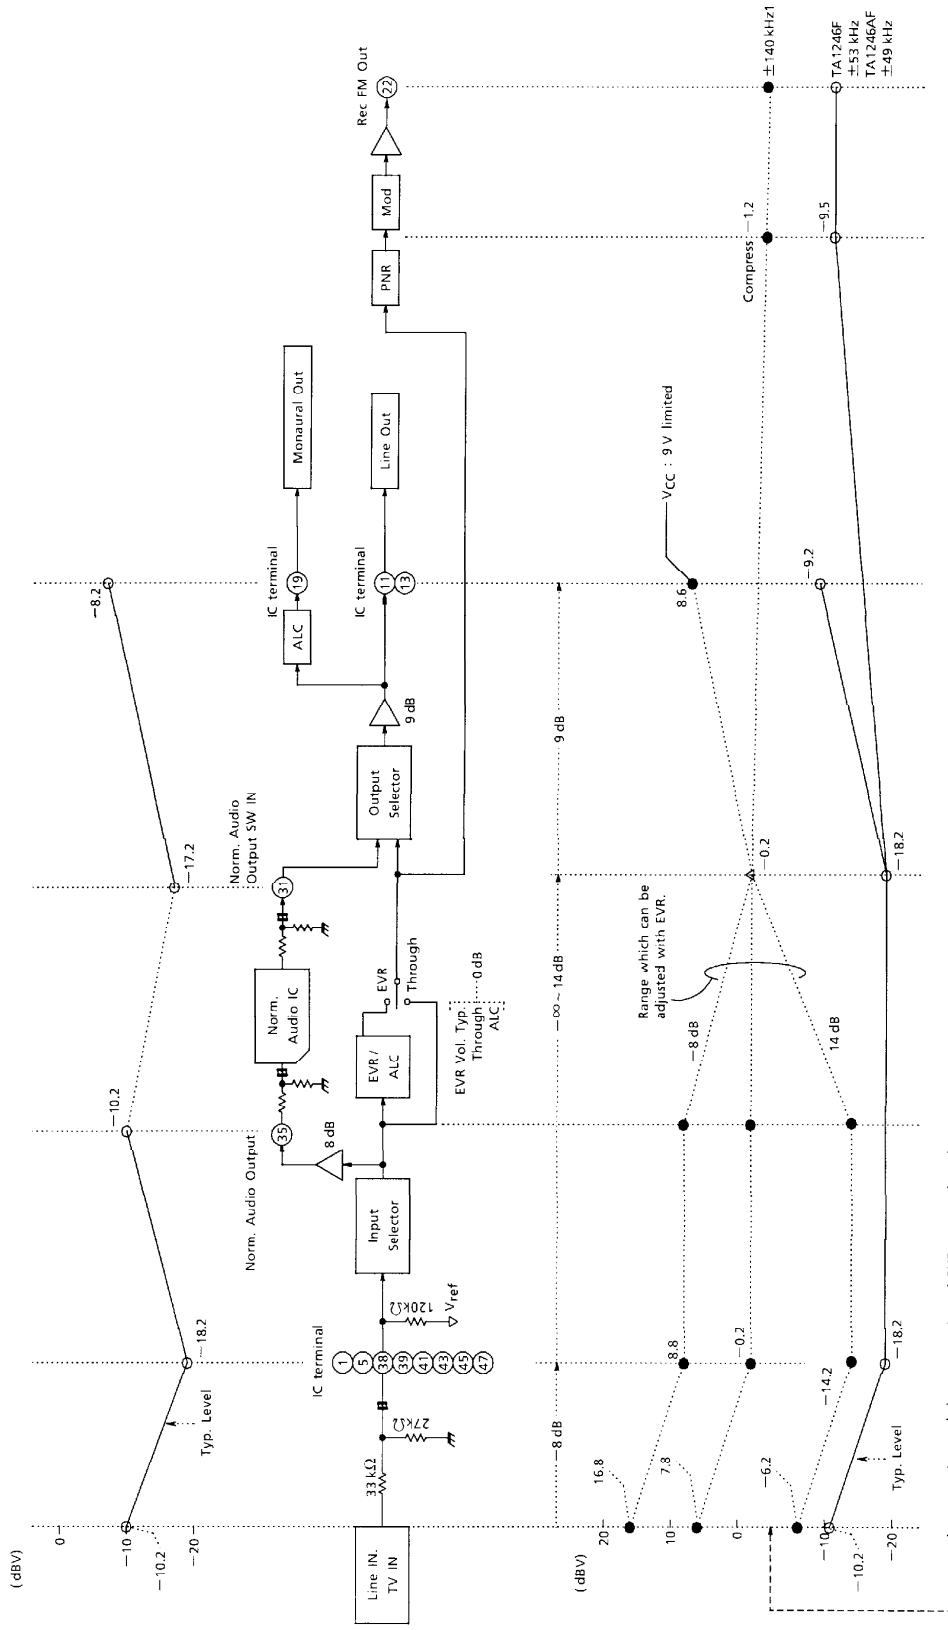 (dBV)
0
−10
−20
−10.2
Typ. Level
−18.2
−10.2
−17.2
−8.2
Norm. Audio Output
Norm. Audio
Output SW IN
IC terminal
Line IN.
TV IN
33 kΩ
27kΩ
IC terminal
1
5
38
39
41
43
45
47
120kΩ
Vref
Input
Selector
8 dB
35
Norm.
Audio IC
31
EVR /
ALC
EVR
Through
EVR Vol. Typ.
Through
ALC
0 dB
Output
Selector
9 dB
ALC
19
Monaural Out
IC terminal
11
13
Line Out
PNR
Mod
Rec FM Out
22
−8 dB
−∞ ~ 14dB
9 dB
(dBV)
20
10
0
−10
−20
16.8
7.8
−6.2
−10.2
Typ. Level
8.8
−0.2
−14.2
−18.2
Range which can be
adjusted with EVR.
−8 dB
14 dB
−0.2
−18.2
VCC : 9 V limited
8.6
−9.2
Compress
−1.2
−9.5
±140 kHz1
TA1246F
±53 kHz
TA1246AF
±49 kHz